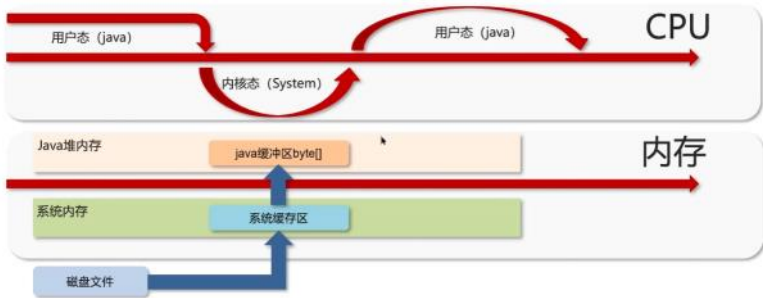 用户态（java）
用户态（java）
CPU
内核态（System）
Java堆内存
java缓冲区byte[]
内存
系统内存
系统缓存区
磁盘文件